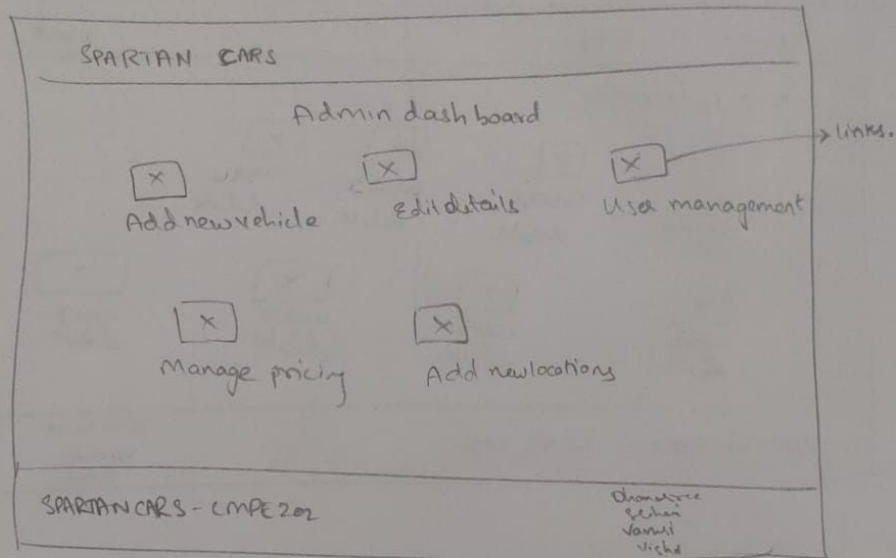 SPARTAN CARS
Admin dashboard
links.
Add new vehicle
Edit details
User management
Manage pricing
Add new locations
SPARTAN CARS - CMPE 202